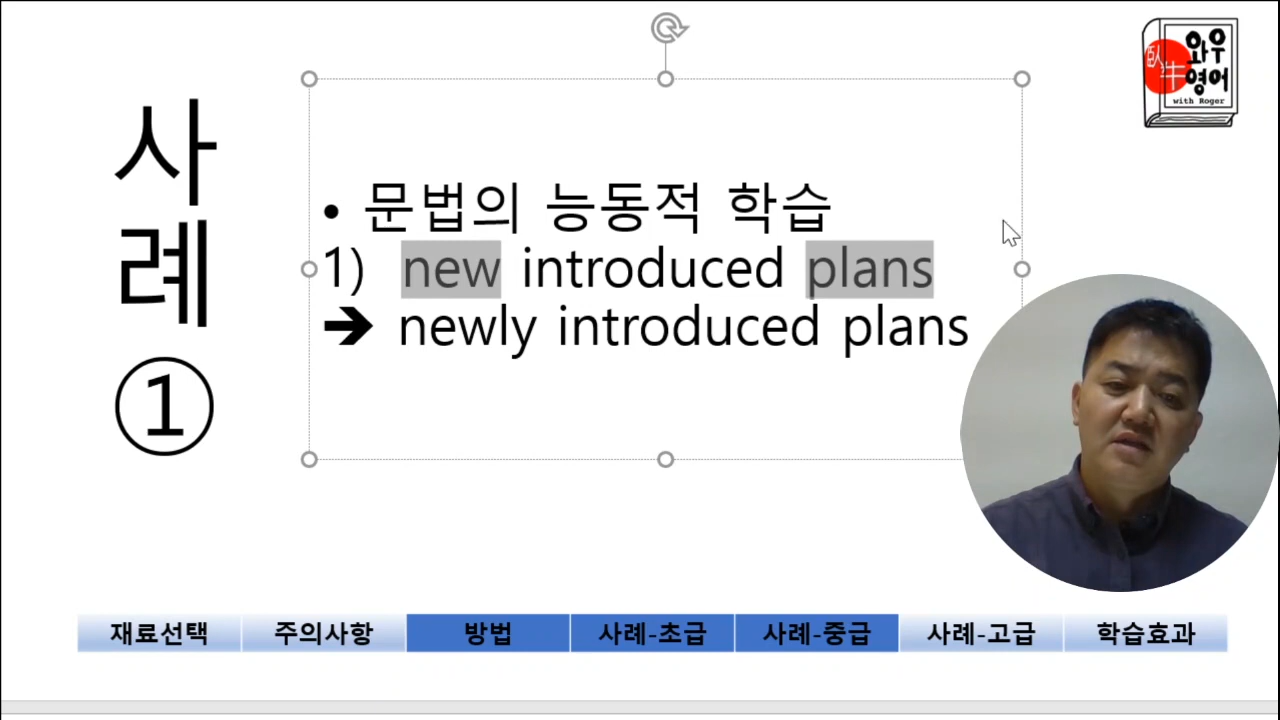 사
례
①
• 문법의 능동적 학습
1) new introduced plans
➔ newly introduced plans
臥牛
와우
영어
with Roger
재료선택 주의사항 방법 사례-초급 사례-중급 사례-고급 학습효과